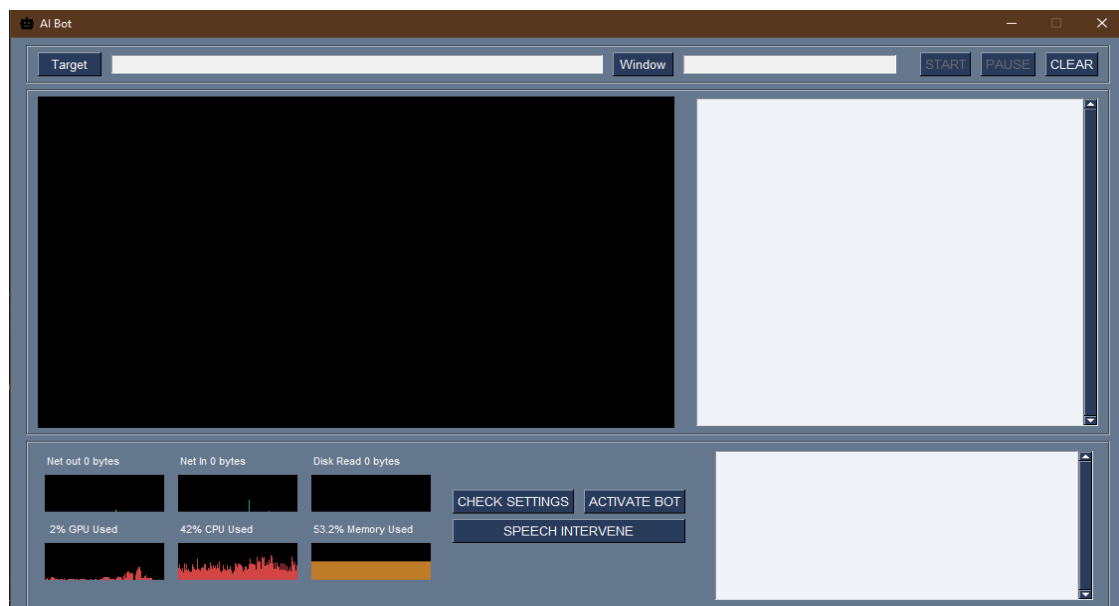 AI Bot
Target Window START PAUSE CLEAR
Net out 0 bytes Net In 0 bytes Disk Read 0 bytes
CHECK SETTINGS ACTIVATE BOT
2% GPU Used 42% CPU Used 53.2% Memory Used
SPEECH INTERVENE